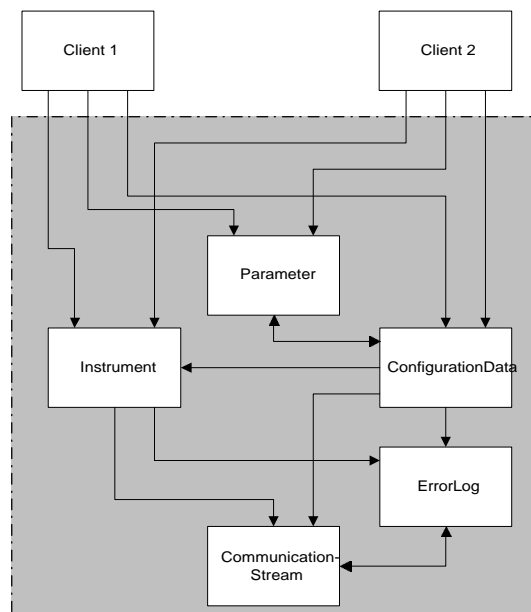 Client 1
Client 2
Parameter
Instrument
ConfigurationData
ErrorLog
Communication-
Stream